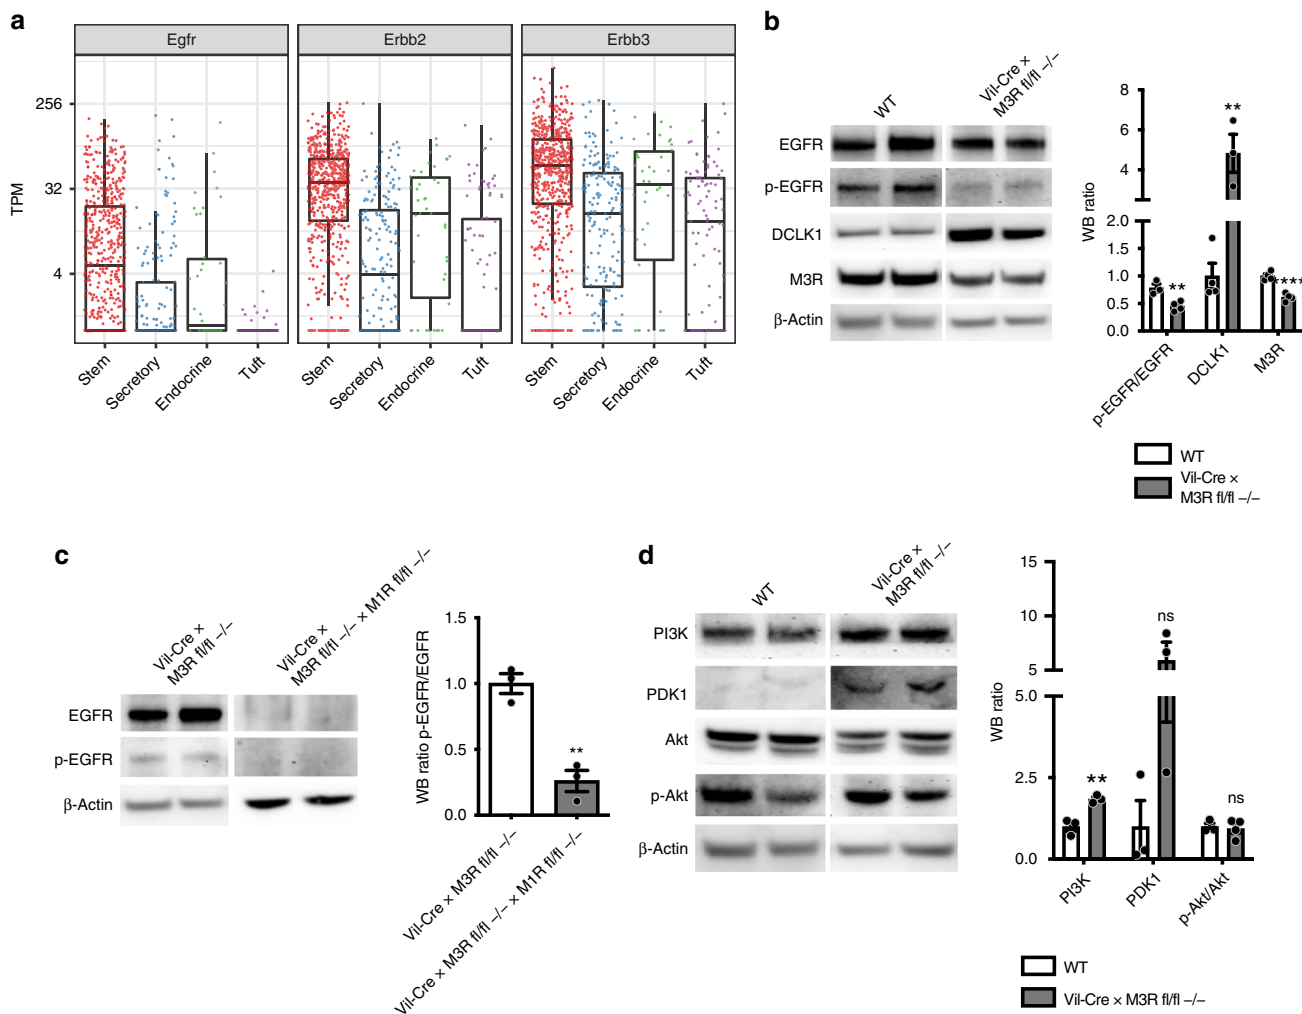 a
Egfr
Erbb2
Erbb3
TPM
256
32
4
Stem
Secretory
Endocrine
Tuft
Stem
Secretory
Endocrine
Tuft
Stem
Secretory
Endocrine
Tuft
b
WT
Vil-Cre ×
M3R fl/fl −/−
EGFR
p-EGFR
DCLK1
M3R
β-Actin
WB ratio
8
6
4
2.0
1.5
1.0
0.5
0.0
**
**
****
p-EGFR/EGFR
DCLK1
M3R
WT
Vil-Cre ×
M3R fl/fl −/−
c
Vil-Cre ×
M3R fl/fl −/−
Vil-Cre ×
M3R fl/fl −/− × M1R fl/fl −/−
EGFR
p-EGFR
β-Actin
WB ratio p-EGFR/EGFR
1.5
1.0
0.5
0.0
**
Vil-Cre × M3R fl/fl −/−
Vil-Cre × M3R fl/fl −/− × M1R fl/fl −/−
d
WT
Vil-Cre ×
M3R fl/fl −/−
PI3K
PDK1
Akt
p-Akt
β-Actin
WB ratio
15
10
5
5.0
2.5
0.0
**
ns
ns
PI3K
PDK1
p-Akt/Akt
WT
Vil-Cre × M3R fl/fl −/−